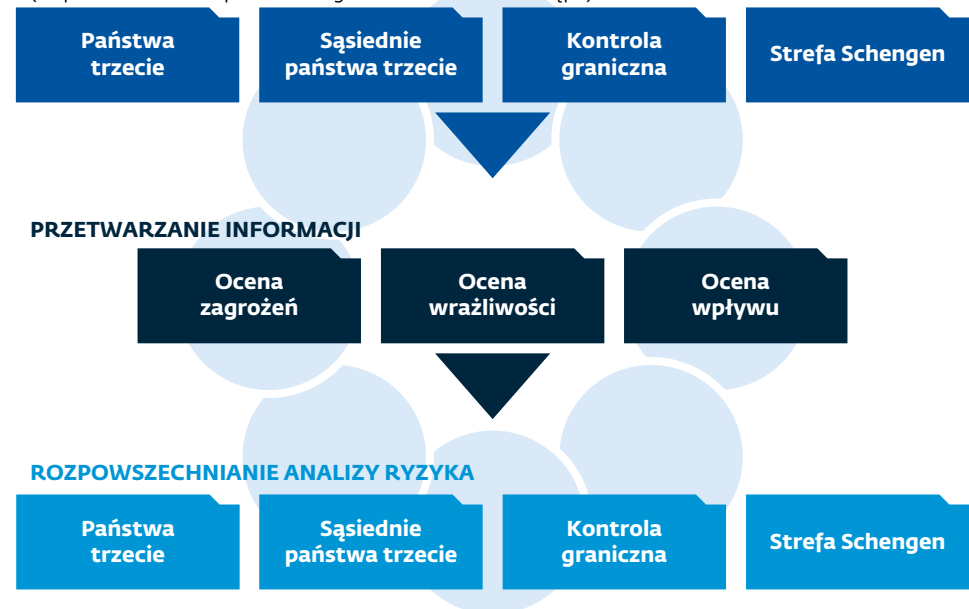 Państwa
trzecie
Sąsiednie
państwa trzecie
Kontrola
graniczna
Strefa Schengen
PRZETWARZANIE INFORMACJI
Ocena
zagrożeń
Ocena
wrażliwości
Ocena
wpływu
ROZPOWSZECHNIANIE ANALIZY RYZYKA
Państwa
trzecie
Sąsiednie
państwa trzecie
Kontrola
graniczna
Strefa Schengen